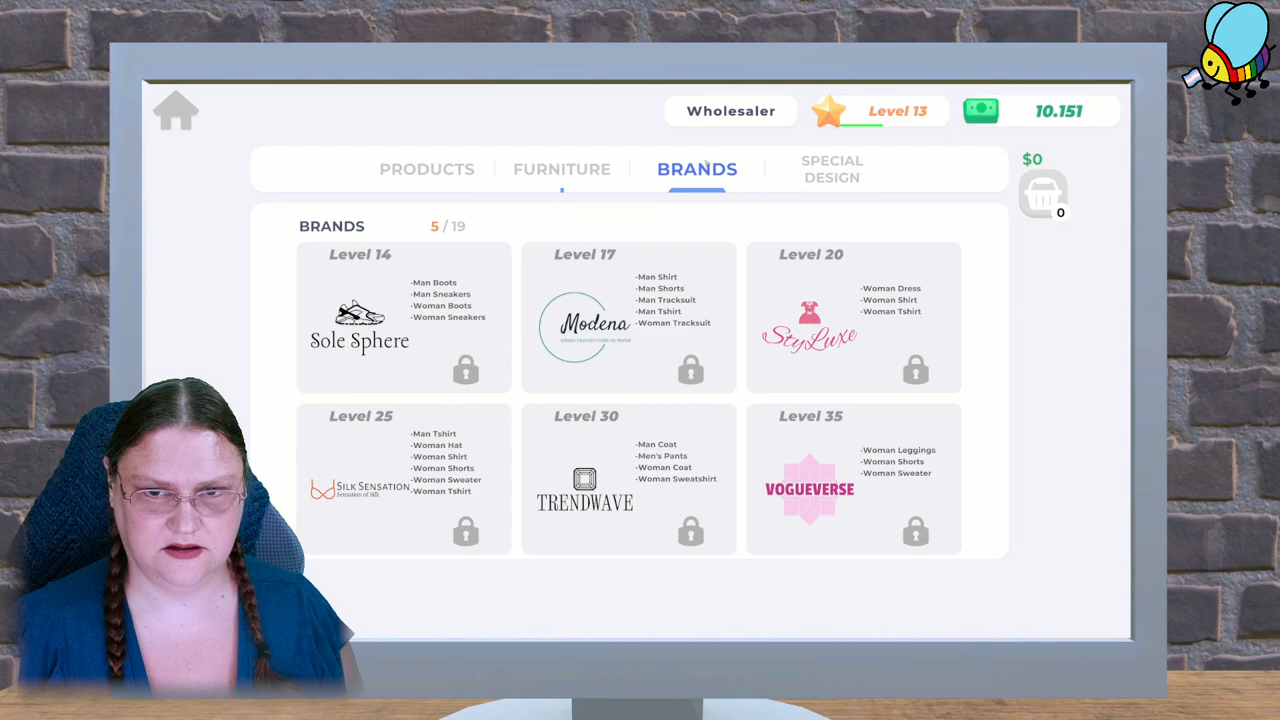 Wholesaler
Level 13
10.151
PRODUCTS
FURNITURE
BRANDS
SPECIAL
DESIGN
$0
0
BRANDS 5 / 19
Level 14
Sole Sphere
-Man Boots
-Man Sneakers
-Woman Boots
-Woman Sneakers
Level 17
Modena
-Man Shirt
-Man Shorts
-Man Tracksuit
-Man Tshirt
-Woman Tracksuit
Level 20
StyLuxe
-Woman Dress
-Woman Shirt
-Woman Tshirt
Level 25
SILK SENSATION
Sensation of Silk
-Man Tshirt
-Woman Hat
-Woman Shirt
-Woman Shorts
-Woman Sweater
-Woman Tshirt
Level 30
TRENDWAVE
-Man Coat
-Men's Pants
-Woman Coat
-Woman Sweatshirt
Level 35
VOGUEVERSE
-Woman Leggings
-Woman Shorts
-Woman Sweater